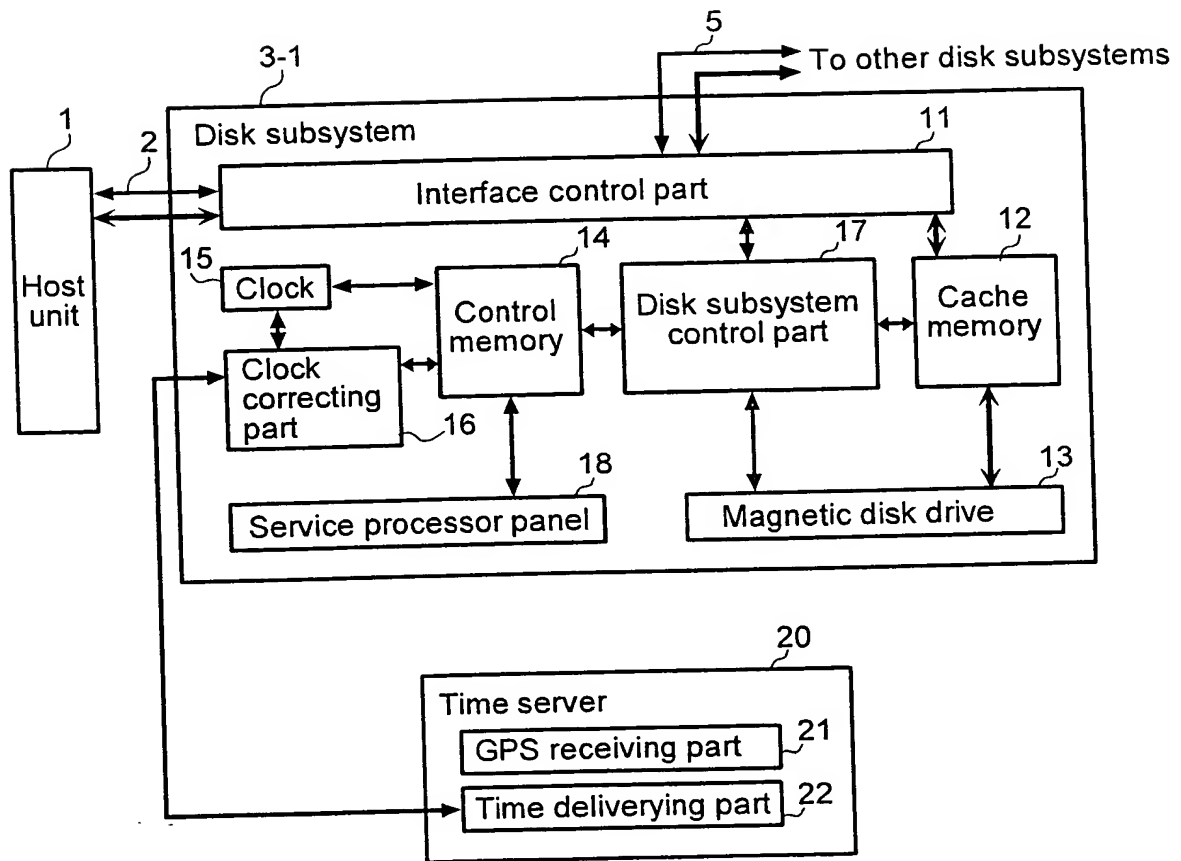 5
To other disk subsystems
3-1
1
2
Disk subsystem
11
Interface control part
Host
unit
15
Clock
14
Control
memory
17
Disk subsystem
control part
12
Cache
memory
Clock
correcting
part
16
18
Service processor panel
13
Magnetic disk drive
20
Time server
GPS receiving part
21
Time deliverying part
22